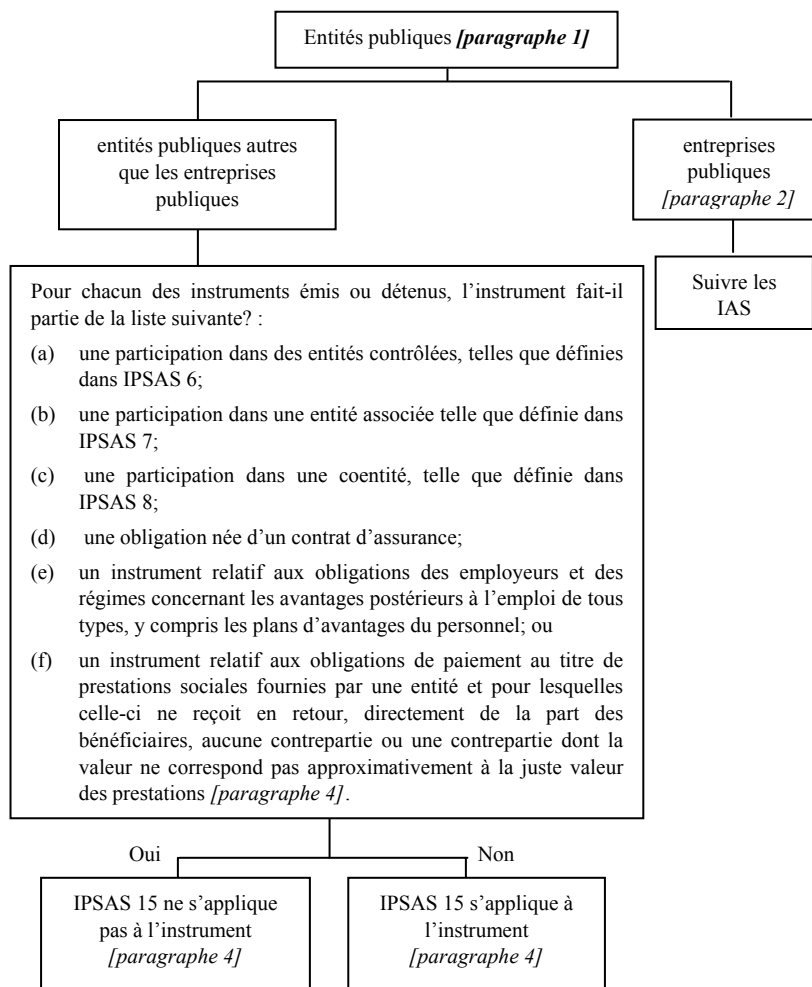 Entités publiques [paragraphe 1]
entités publiques autres
que les entreprises
publiques
entreprises
publiques
[paragraphe 2]
Suivre les
IAS
Pour chacun des instruments émis ou détenus, l’instrument fait-il
partie de la liste suivante? :
(a) une participation dans des entités contrôlées, telles que définies
dans IPSAS 6;
(b) une participation dans une entité associée telle que définie dans
IPSAS 7;
(c) une participation dans une coentité, telle que définie dans
IPSAS 8;
(d) une obligation née d’un contrat d’assurance;
(e) un instrument relatif aux obligations des employeurs et des
régimes concernant les avantages postérieurs à l’emploi de tous
types, y compris les plans d’avantages du personnel; ou
(f) un instrument relatif aux obligations de paiement au titre de
prestations sociales fournies par une entité et pour lesquelles
celle-ci ne reçoit en retour, directement de la part des
bénéficiaires, aucune contrepartie ou une contrepartie dont la
valeur ne correspond pas approximativement à la juste valeur
des prestations [paragraphe 4].
Oui
Non
IPSAS 15 ne s’applique
pas à l’instrument
[paragraphe 4]
IPSAS 15 s’applique à
l’instrument
[paragraphe 4]